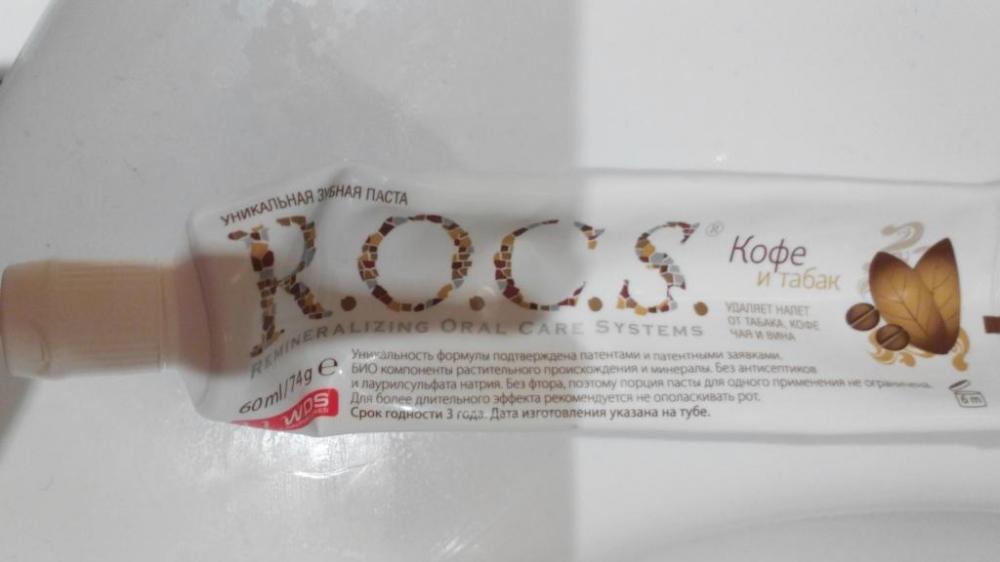 УНИКАЛЬНАЯ ЗУБНАЯ ПАСТА
R.O.C.S.®
REMINERALIZING ORAL CARE SYSTEMS
Кофе
и табак
УДАЛЯЕТ НАЛЕТ
ОТ ТАБАКА, КОФЕ
ЧАЯ И ВИНА
Уникальность формулы подтверждена патентами и патентными заявками.
БИО компоненты растительного происхождения и минералы. Без антисептиков
и лаурилсульфата натрия. Без фтора, поэтому порция пасты для одного применения не ограничена.
Для более длительного эффекта рекомендуется не ополаскивать рот.
Срок годности 3 года. Дата изготовления указана на тубе.
60 ml/74g e
WDS
6 m